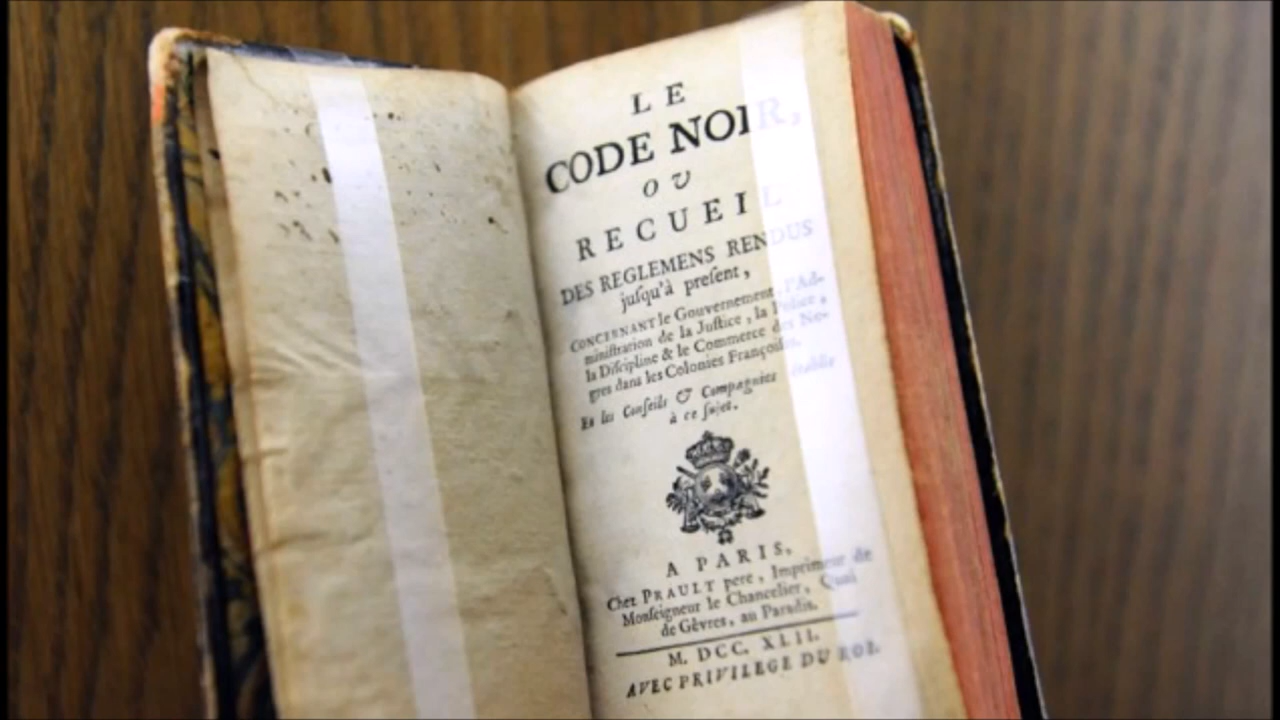 LE
CODE NOIR,
OU
RECUEIL
DES REGLEMENS RENDUS
juſqu'à preſent,
CONCERNANT le Gouvernement, l'Ad-
miniſtration de la Juſtice, la Police,
la Diſcipline & le Commerce des Ne-
gres dans les Colonies Françoiſes.
Et les Conſeils & Compagnies établis
à ce ſujet.
A PARIS,
Chez PRAULT pere, Imprimeur de
Monſeigneur le Chancelier, Quai
de Gêvres, au Paradis.
M. DCC. XLII.
AVEC PRIVILEGE DU ROI.